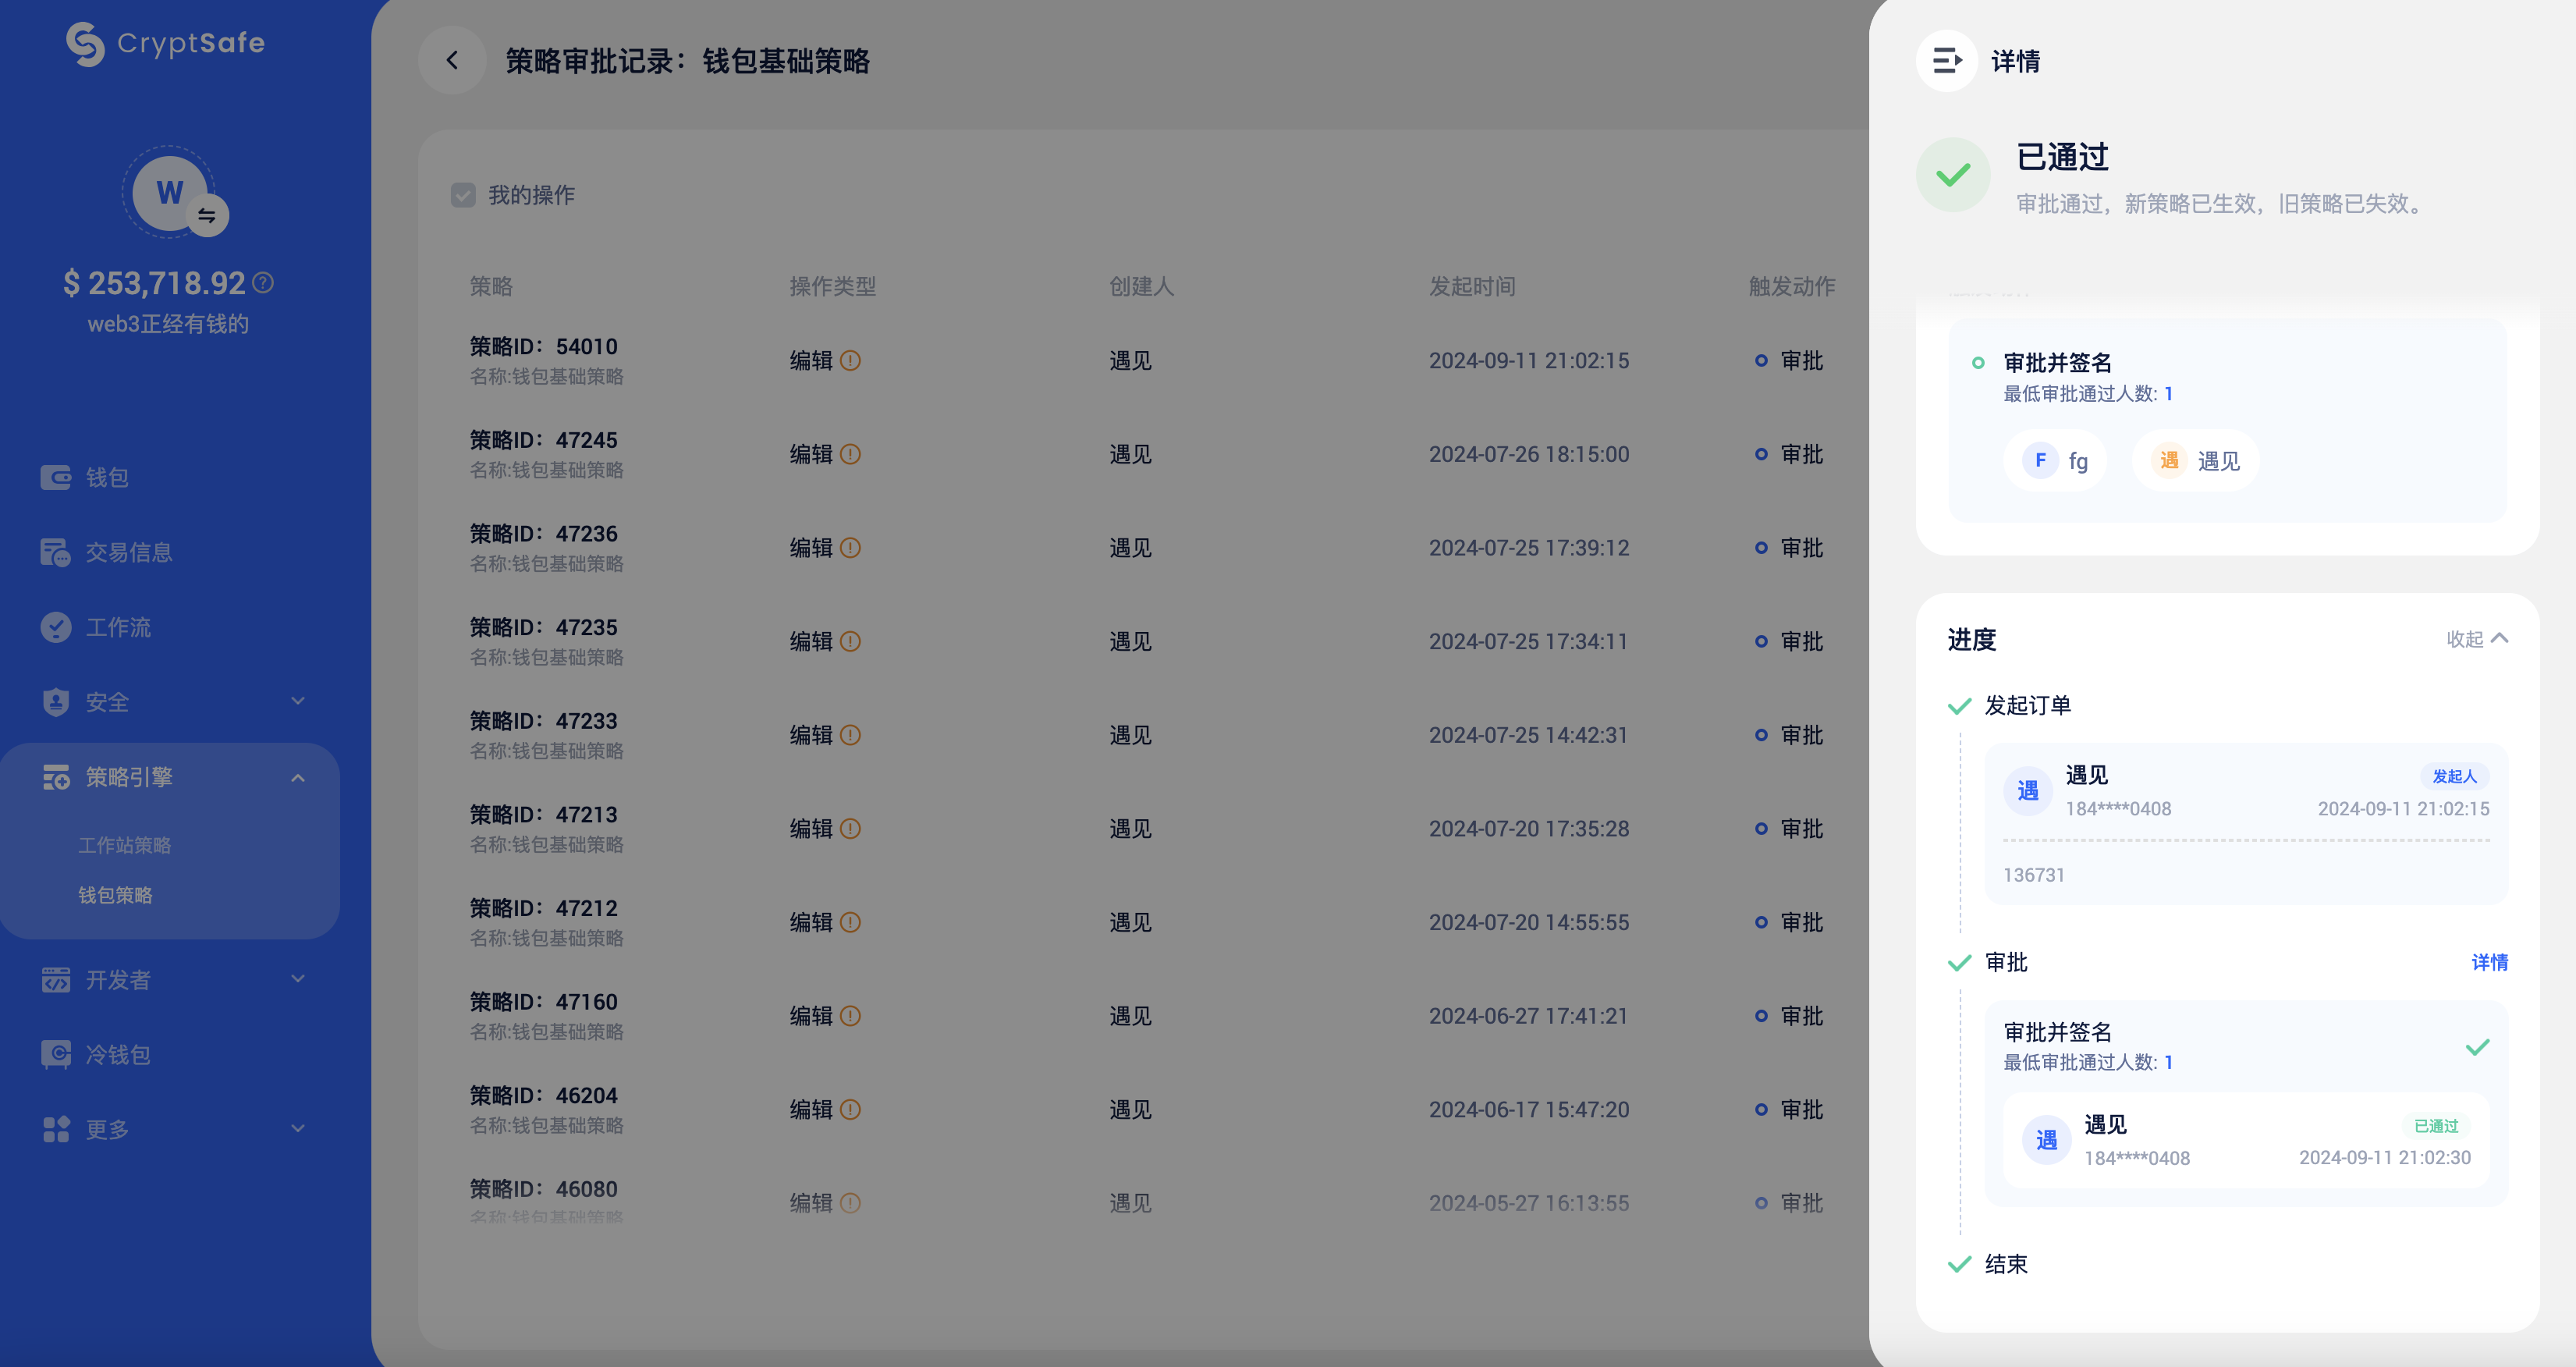 CryptSafe
W
$ 253,718.92
web3正经有钱的
钱包
交易信息
工作流
安全
策略引擎
工作站策略
钱包策略
开发者
冷钱包
更多
策略审批记录：钱包基础策略
我的操作
策略 操作类型 创建人 发起时间 触发动作
策略ID：54010
名称:钱包基础策略
编辑 遇见 2024-09-11 21:02:15 审批
策略ID：47245
名称:钱包基础策略
编辑 遇见 2024-07-26 18:15:00 审批
策略ID：47236
名称:钱包基础策略
编辑 遇见 2024-07-25 17:39:12 审批
策略ID：47235
名称:钱包基础策略
编辑 遇见 2024-07-25 17:34:11 审批
策略ID：47233
名称:钱包基础策略
编辑 遇见 2024-07-25 14:42:31 审批
策略ID：47213
名称:钱包基础策略
编辑 遇见 2024-07-20 17:35:28 审批
策略ID：47212
名称:钱包基础策略
编辑 遇见 2024-07-20 14:55:55 审批
策略ID：47160
名称:钱包基础策略
编辑 遇见 2024-06-27 17:41:21 审批
策略ID：46204
名称:钱包基础策略
编辑 遇见 2024-06-17 15:47:20 审批
策略ID：46080
名称:钱包基础策略
编辑 遇见 2024-05-27 16:13:55 审批
详情
已通过
审批通过，新策略已生效，旧策略已失效。
审批并签名
最低审批通过人数: 1
F fg 遇 遇见
进度 收起
发起订单
遇 遇见 发起人
184****0408 2024-09-11 21:02:15
136731
审批 详情
审批并签名
最低审批通过人数: 1
遇 遇见 已通过
184****0408 2024-09-11 21:02:30
结束